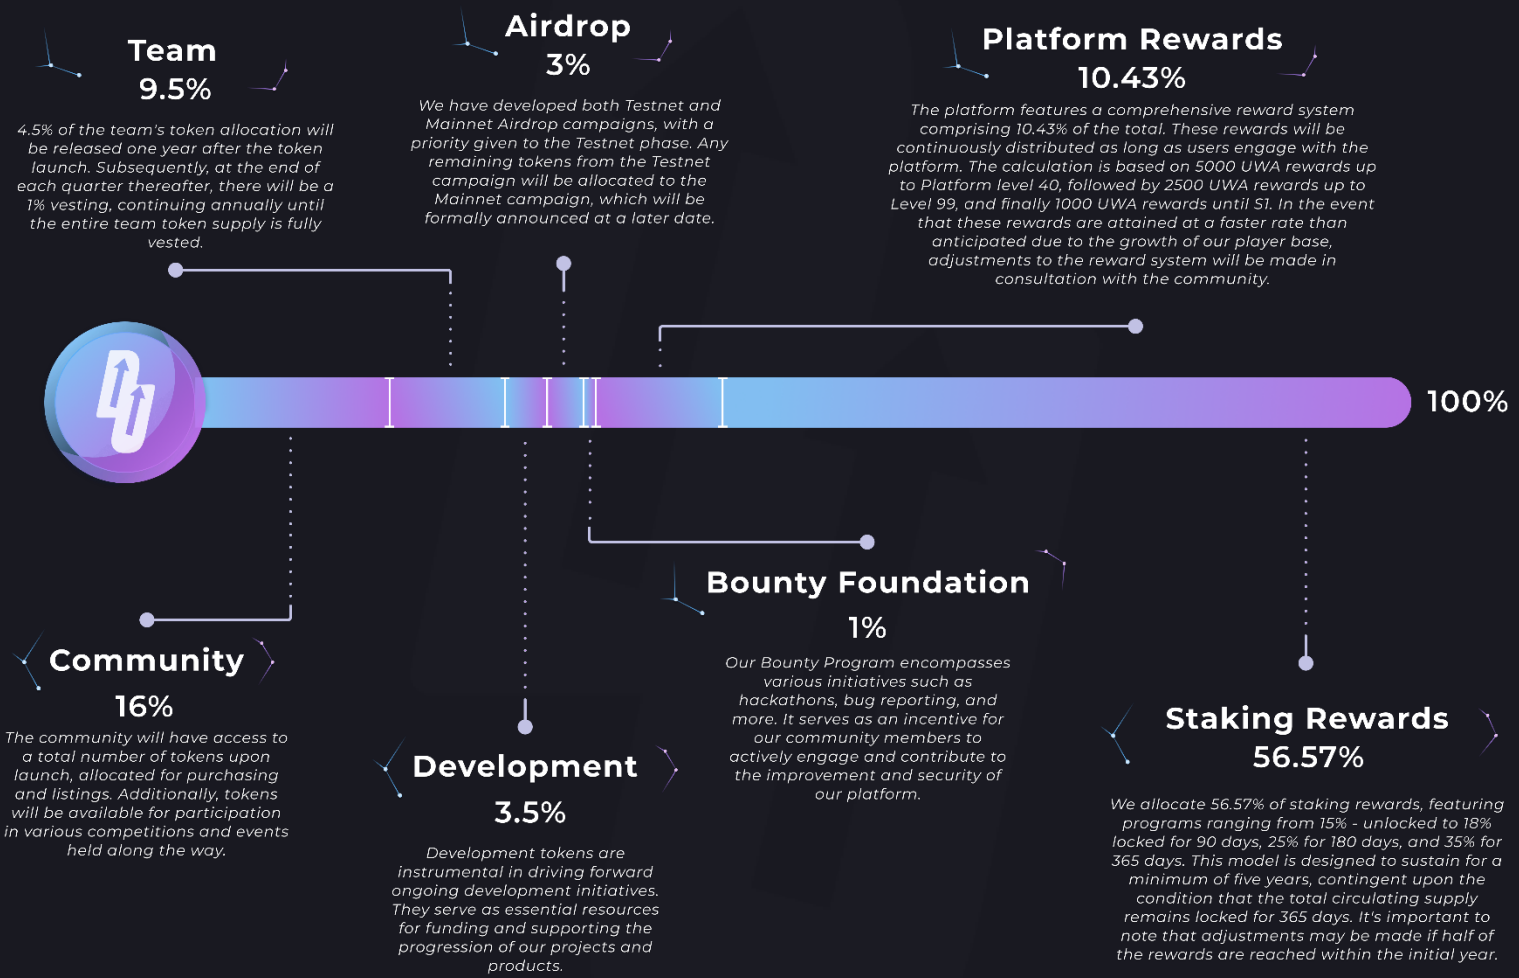 Team
9.5%
4.5% of the team's token allocation will
be released one year after the token
launch. Subsequently, at the end of
each quarter thereafter, there will be a
1% vesting, continuing annually until
the entire team token supply is fully
vested.
Airdrop
3%
We have developed both Testnet and
Mainnet Airdrop campaigns, with a
priority given to the Testnet phase. Any
remaining tokens from the Testnet
campaign will be allocated to the
Mainnet campaign, which will be
formally announced at a later date.
Platform Rewards
10.43%
The platform features a comprehensive reward system
comprising 10.43% of the total. These rewards will be
continuously distributed as long as users engage with the
platform. The calculation is based on 5000 UWA rewards up
to Platform level 40, followed by 2500 UWA rewards up to
Level 99, and finally 1000 UWA rewards until S1. In the event
that these rewards are attained at a faster rate than
anticipated due to the growth of our player base,
adjustments to the reward system will be made in
consultation with the community.
100%
Community
16%
The community will have access to
a total number of tokens upon
launch, allocated for purchasing
and listings. Additionally, tokens
will be available for participation
in various competitions and events
held along the way.
Development
3.5%
Development tokens are
instrumental in driving forward
ongoing development initiatives.
They serve as essential resources
for funding and supporting the
progression of our projects and
products.
Bounty Foundation
1%
Our Bounty Program encompasses
various initiatives such as
hackathons, bug reporting, and
more. It serves as an incentive for
our community members to
actively engage and contribute to
the improvement and security of
our platform.
Staking Rewards
56.57%
We allocate 56.57% of staking rewards, featuring
programs ranging from 15% - unlocked to 18%
locked for 90 days, 25% for 180 days, and 35% for
365 days. This model is designed to sustain for a
minimum of five years, contingent upon the
condition that the total circulating supply
remains locked for 365 days. It's important to
note that adjustments may be made if half of
the rewards are reached within the initial year.